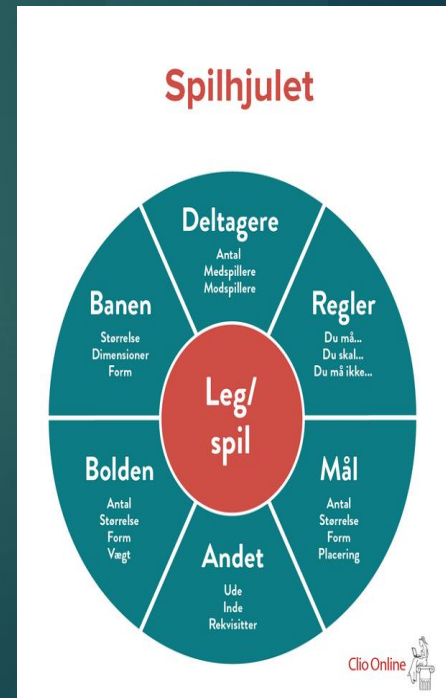 Spilhjulet
Deltagere
Antal
Medspillere
Modspillere
Regler
Du må...
Du skal...
Du må ikke...
Mål
Antal
Størrelse
Form
Placering
Andet
Ude
Inde
Rekvisitter
Bolden
Antal
Størrelse
Form
Vægt
Banen
Størrelse
Dimensioner
Form
Leg/
spil
Clio Online